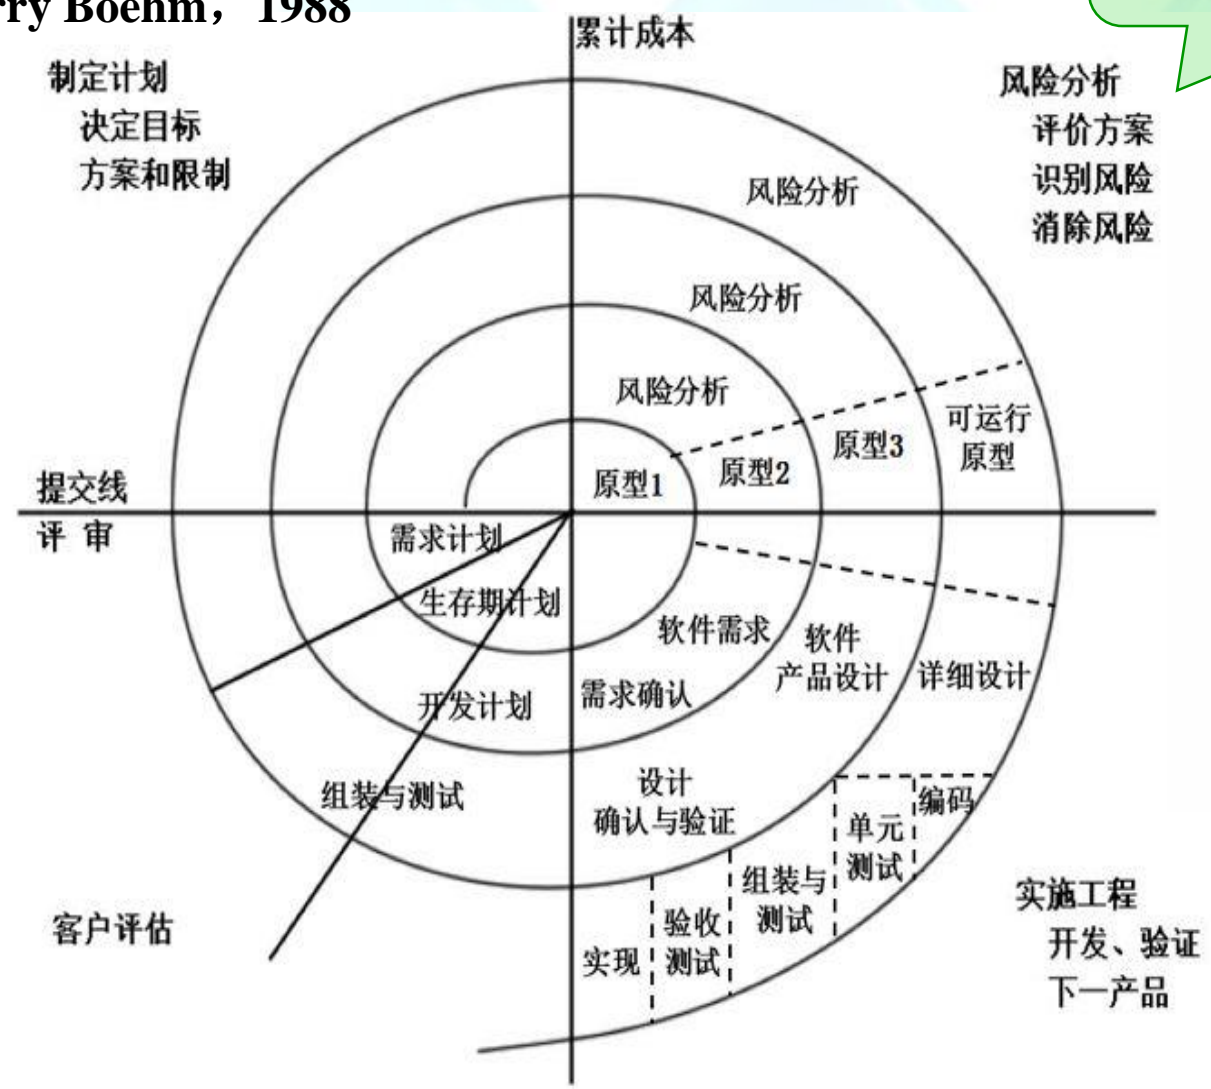 rry Boehm，1988
累计成本
制定计划
决定目标
方案和限制
风险分析
评价方案
识别风险
消除风险
风险分析
风险分析
风险分析
可运行
原型
原型3
原型2
原型1
提交线
评 审
需求计划
生存期计划
开发计划
组装与测试
软件需求
需求确认
软件
产品设计
详细设计
设计
确认与验证
编码
单元
测试
组装与
测试
验收
测试
实现
客户评估
实施工程
开发、验证
下一产品